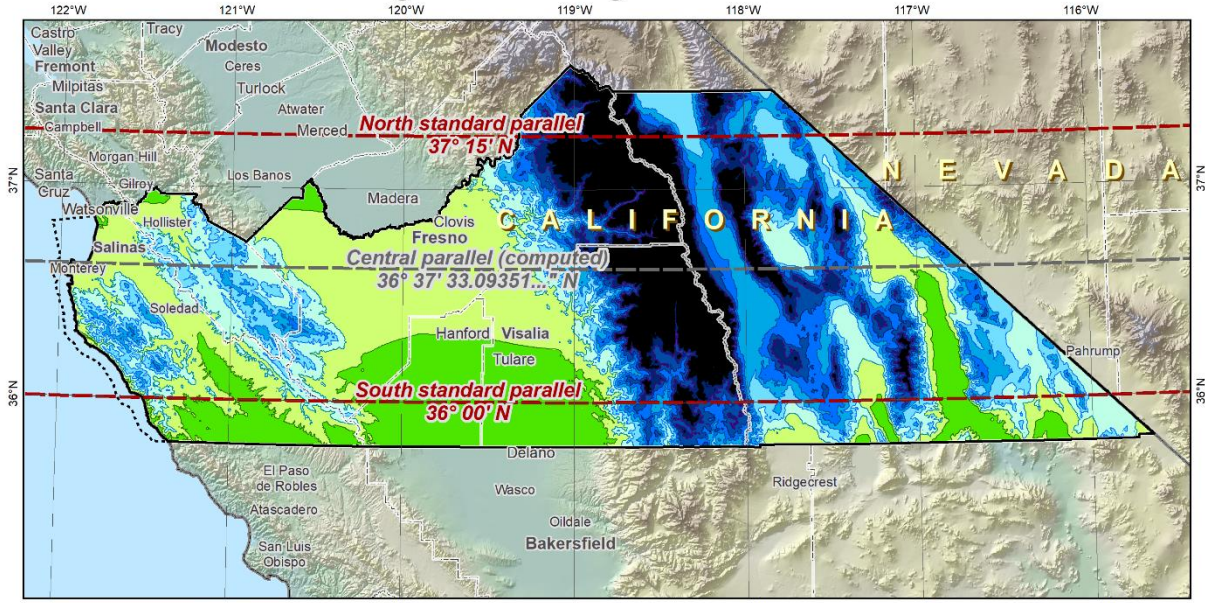 122°W
121°W
120°W
119°W
118°W
117°W
116°W
Castro
Valley
Tracy
Modesto
Fremont
Ceres
Milpitas
Turlock
Santa Clara
Atwater
Campbell
Merced
North standard parallel
37° 15' N
Morgan Hill
Los Banos
Santa
Cruz
Gilroy
37°N
37°N
NEVADA
Watsonville
Madera
Hollister
Clovis
CALIFORNIA
Salinas
Fresno
Central parallel (computed)
36° 37' 33.09351..." N
Monterey
Soledad
Hanford
Visalia
Tulare
Pahrump
36°N
36°N
South standard parallel
36° 00' N
Delano
El Paso
de Robles
Wasco
Ridgecrest
Atascadero
Oildale
Bakersfield
San Luis
Obispo